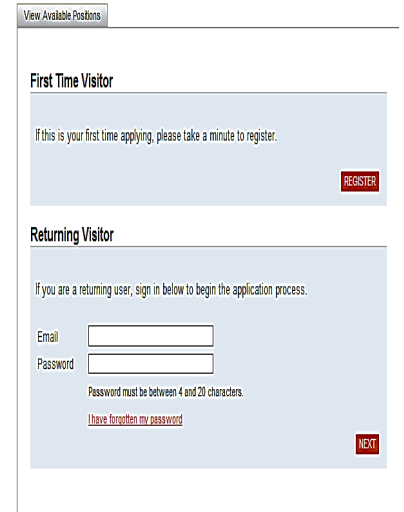 View Available Positions
First Time Visitor
If this is your first time applying, please take a minute to register.
REGISTER
Returning Visitor
If you are a returning user, sign in below to begin the application process.
Email
Password
Password must be between 4 and 20 characters.
I have forgotten my password
NEXT